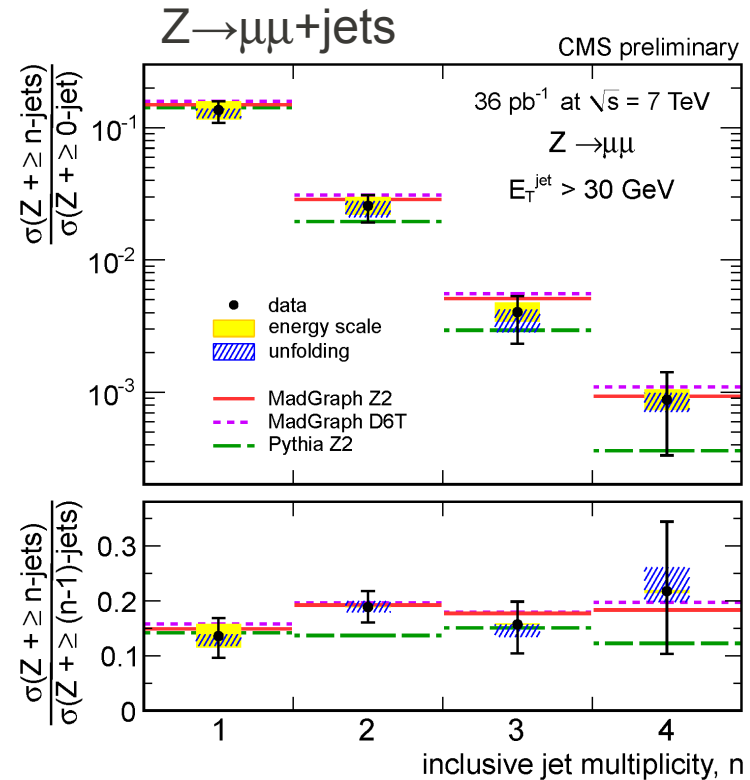 Z→μμ+jets
CMS preliminary
σ(Z + ≥ n-jets)
σ(Z + ≥ 0-jet)
36 pb⁻¹ at √s = 7 TeV
Z →μμ
E_T^jet > 30 GeV
10⁻¹
10⁻²
10⁻³
data
energy scale
unfolding
MadGraph Z2
MadGraph D6T
Pythia Z2
σ(Z + ≥ n-jets)
σ(Z + ≥ (n-1)-jets)
0.3
0.2
0.1
0
1 2 3 4
inclusive jet multiplicity, n